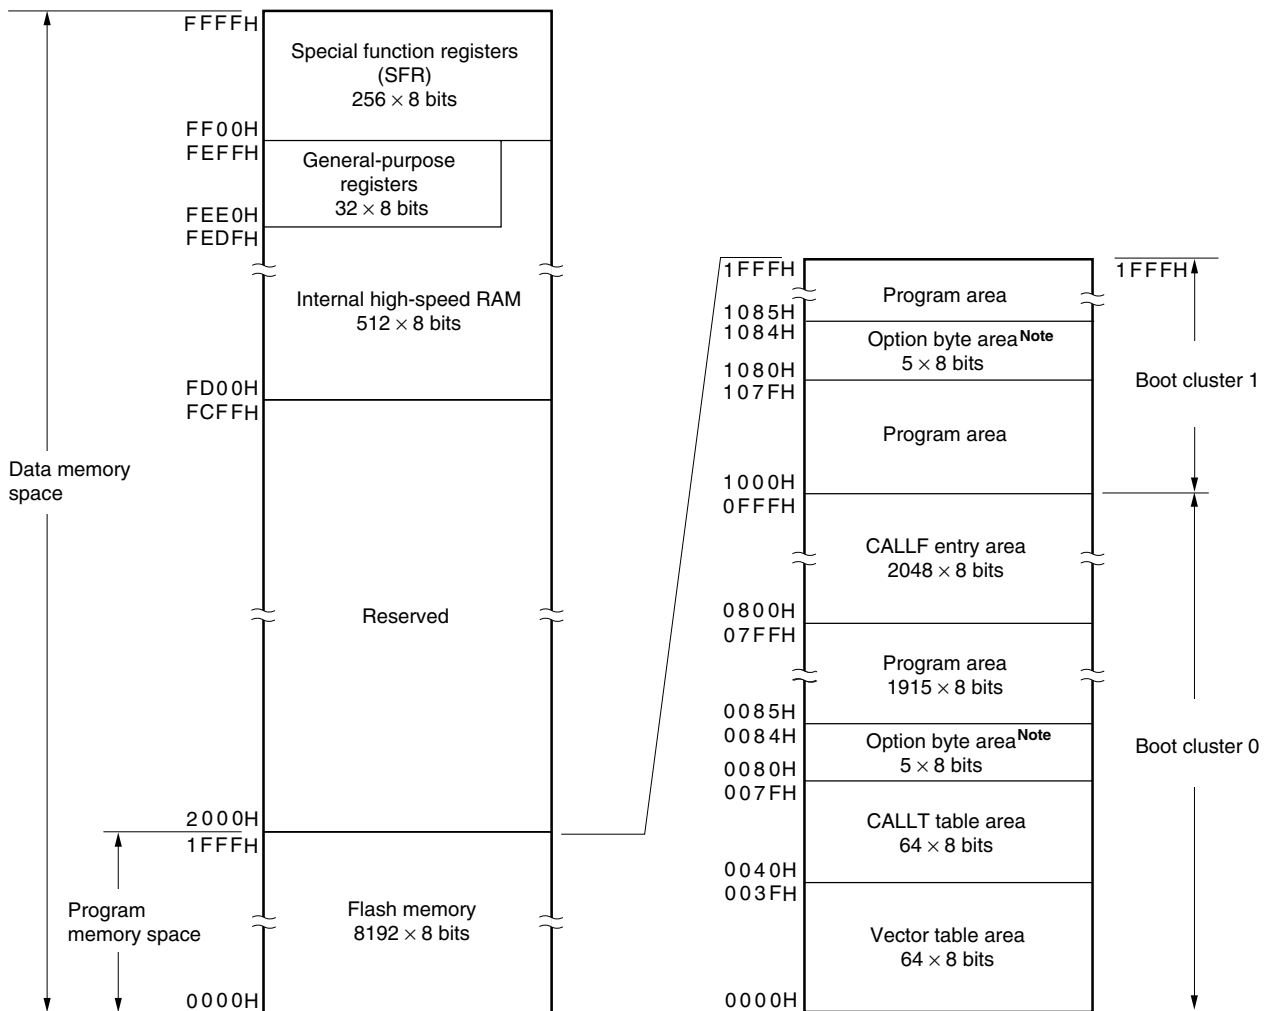 FFFFH
Special function registers
(SFR)
256 × 8 bits
FF00H
FEFFH
General-purpose
registers
32 × 8 bits
FEE0H
FEDFH
Internal high-speed RAM
512 × 8 bits
FD00H
FCFFH
Data memory
space
Reserved
2000H
1FFFH
Program
memory space
Flash memory
8192 × 8 bits
0000H
1FFFH
1FFFH
Program area
1085H
1084H
Option byte area Note
5 × 8 bits
1080H
107FH
Boot cluster 1
Program area
1000H
0FFFH
CALLF entry area
2048 × 8 bits
0800H
07FFH
Program area
1915 × 8 bits
0085H
0084H
Option byte area Note
5 × 8 bits
Boot cluster 0
0080H
007FH
CALLT table area
64 × 8 bits
0040H
003FH
Vector table area
64 × 8 bits
0000H